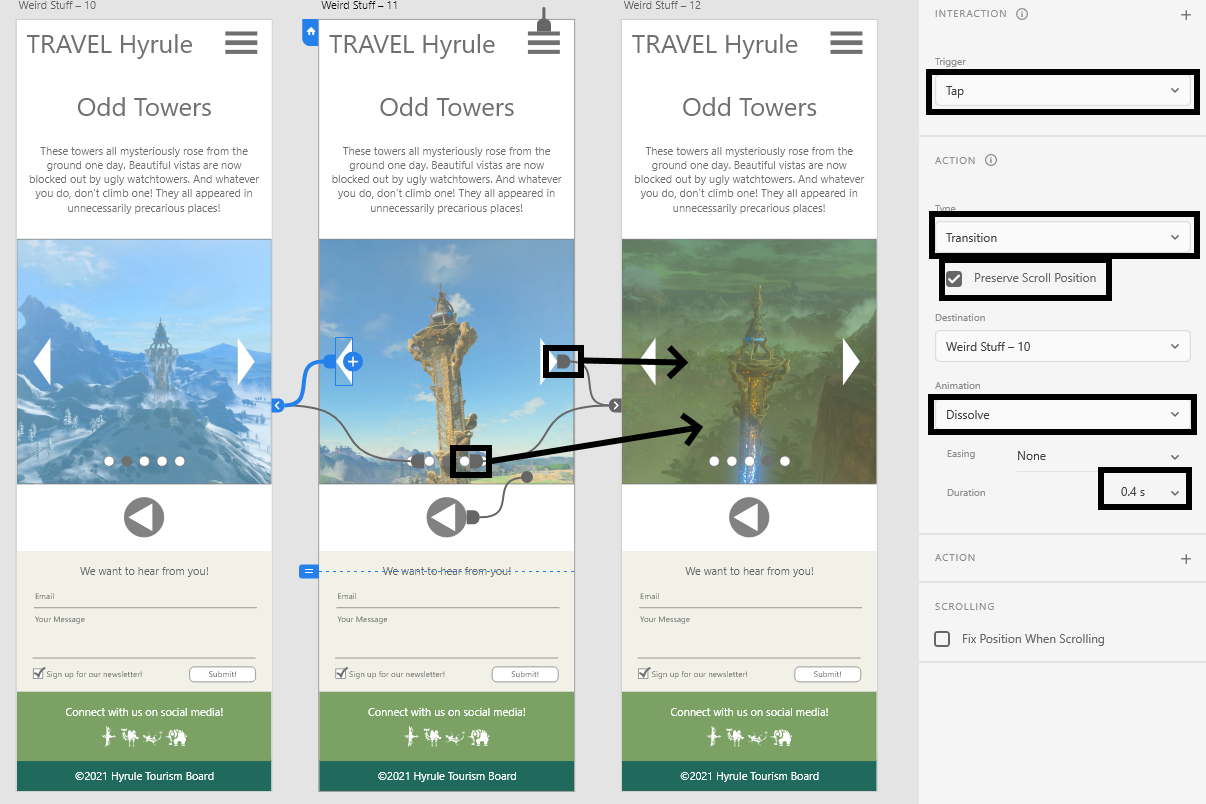 Weird Stuff – 10
TRAVEL Hyrule
Odd Towers
These towers all mysteriously rose from the
ground one day. Beautiful vistas are now
blocked out by ugly watchtowers. And whatever
you do, don't climb one! They all appeared in
unnecessarily precarious places!
We want to hear from you!
Email
Your Message
Sign up for our newsletter!
Submit!
Connect with us on social media!
©2021 Hyrule Tourism Board
Weird Stuff – 11
TRAVEL Hyrule
Odd Towers
These towers all mysteriously rose from the
ground one day. Beautiful vistas are now
blocked out by ugly watchtowers. And whatever
you do, don't climb one! They all appeared in
unnecessarily precarious places!
We want to hear from you!
Email
Your Message
Sign up for our newsletter!
Submit!
Connect with us on social media!
©2021 Hyrule Tourism Board
Weird Stuff – 12
TRAVEL Hyrule
Odd Towers
These towers all mysteriously rose from the
ground one day. Beautiful vistas are now
blocked out by ugly watchtowers. And whatever
you do, don't climb one! They all appeared in
unnecessarily precarious places!
We want to hear from you!
Email
Your Message
Sign up for our newsletter!
Submit!
Connect with us on social media!
©2021 Hyrule Tourism Board
INTERACTION
Trigger
Tap
ACTION
Type
Transition
Preserve Scroll Position
Destination
Weird Stuff – 10
Animation
Dissolve
Easing
None
Duration
0.4 s
ACTION
SCROLLING
Fix Position When Scrolling